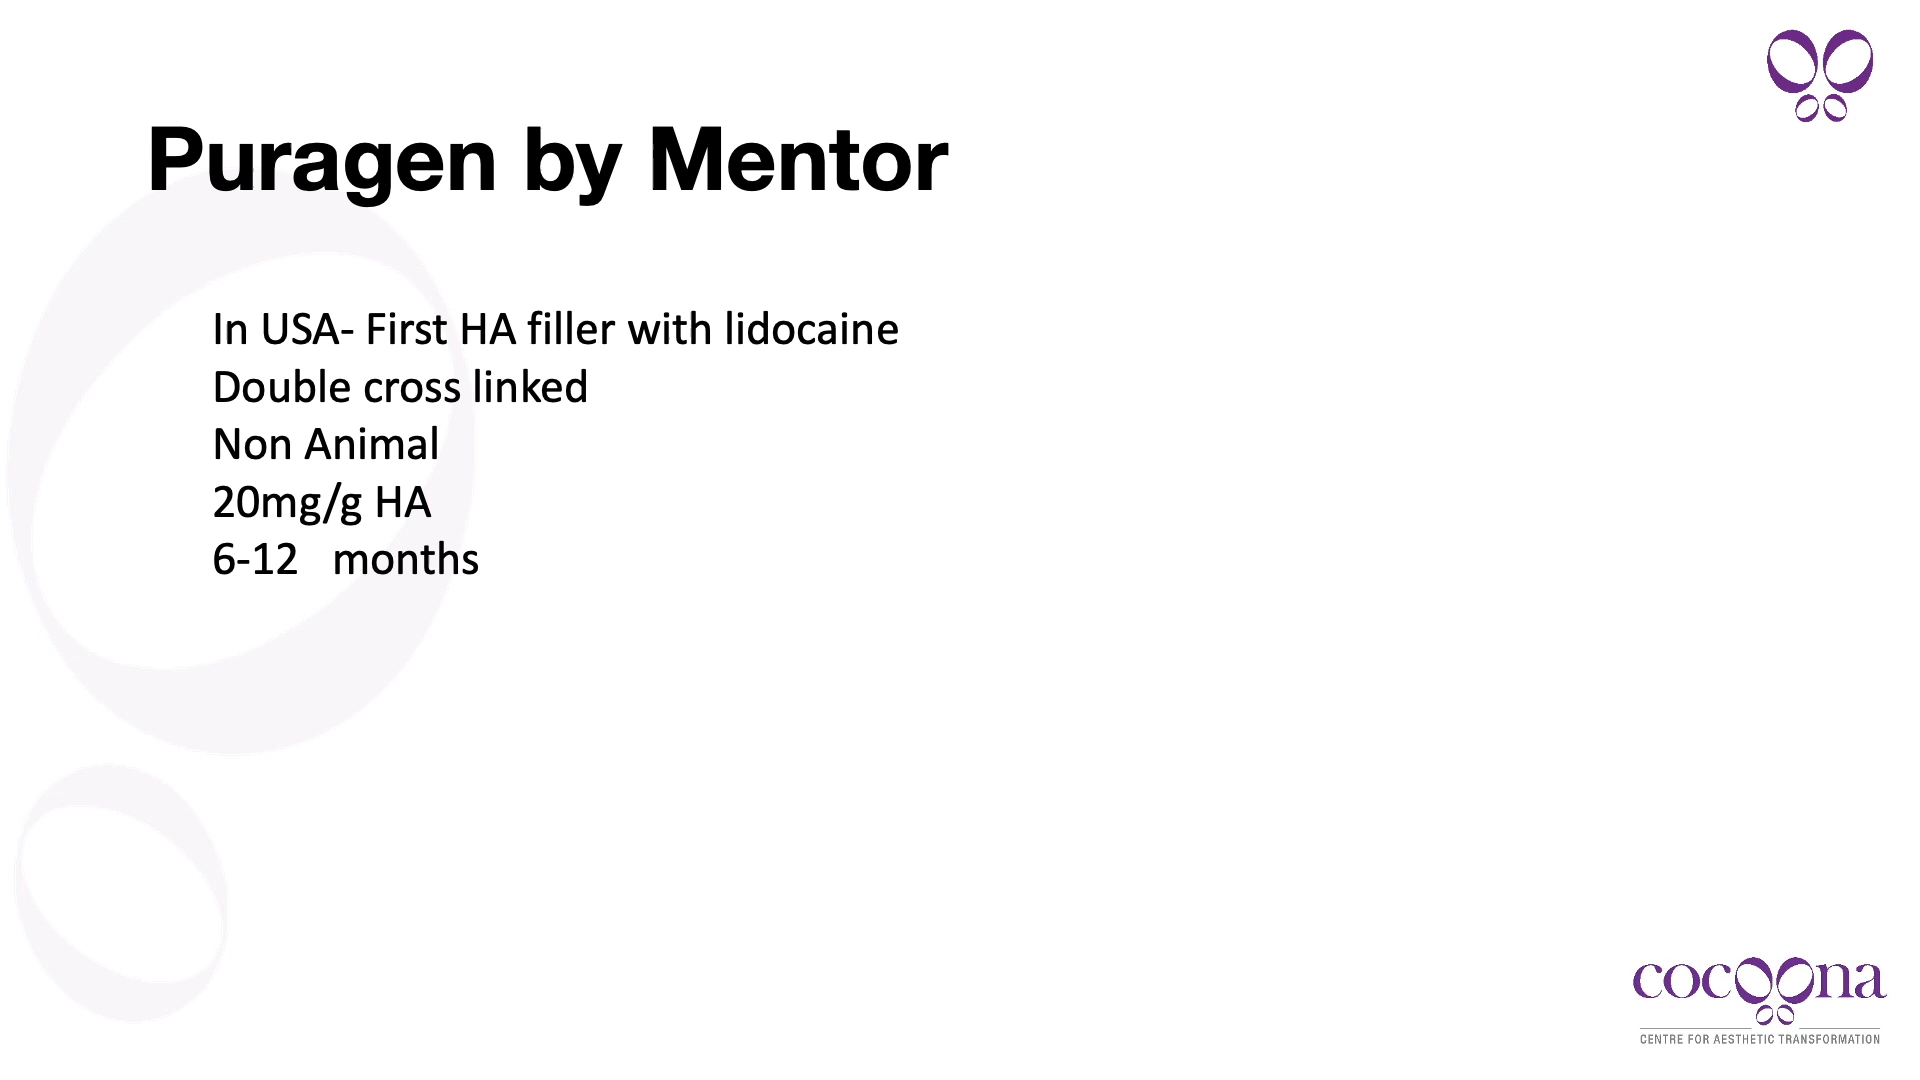 Puragen by Mentor
In USA- First HA filler with lidocaine
Double cross linked
Non Animal
20mg/g HA
6-12   months
cocoona
CENTRE FOR AESTHETIC TRANSFORMATION